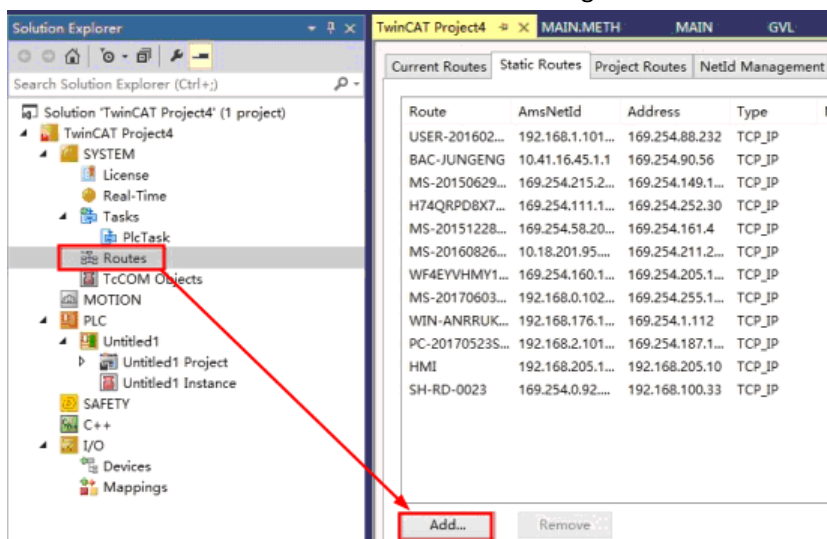 Solution Explorer
Search Solution Explorer (Ctrl+;)
Solution 'TwinCAT Project4' (1 project)
TwinCAT Project4
SYSTEM
License
Real-Time
Tasks
PlcTask
Routes
TcCOM Objects
MOTION
PLC
Untitled1
Untitled1 Project
Untitled1 Instance
SAFETY
C++
I/O
Devices
Mappings
TwinCAT Project4 MAIN.METH MAIN GVL
Current Routes Static Routes Project Routes NetId Management
Route AmsNetId Address Type
USER-201602... 192.168.1.101... 169.254.88.232 TCP_IP
BAC-JUNGENG 10.41.16.45.1.1 169.254.90.56 TCP_IP
MS-20150629... 169.254.215.2... 169.254.149.1... TCP_IP
H74QRPD8X7... 169.254.111.1... 169.254.252.30 TCP_IP
MS-20151228... 169.254.58.20... 169.254.161.4 TCP_IP
MS-20160826... 10.18.201.95.... 169.254.211.2... TCP_IP
WF4EYVHMY1... 169.254.160.1... 169.254.205.1... TCP_IP
MS-20170603... 192.168.0.102... 169.254.255.1... TCP_IP
WIN-ANRRUK... 192.168.176.1... 169.254.1.112 TCP_IP
PC-20170523S... 192.168.2.101... 169.254.187.1... TCP_IP
HMI 192.168.205.1... 192.168.205.10 TCP_IP
SH-RD-0023 169.254.0.92.... 192.168.100.33 TCP_IP
Add... Remove